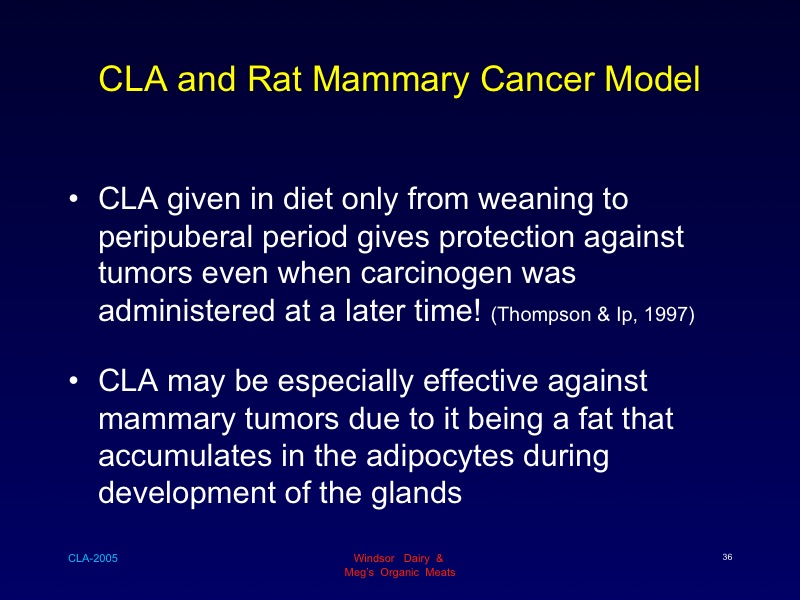 CLA and Rat Mammary Cancer Model
• CLA given in diet only from weaning to
peripuberal period gives protection against
tumors even when carcinogen was
administered at a later time! (Thompson & Ip, 1997)
• CLA may be especially effective against
mammary tumors due to it being a fat that
accumulates in the adipocytes during
development of the glands
CLA-2005
Windsor Dairy &
Meg's Organic Meats
36